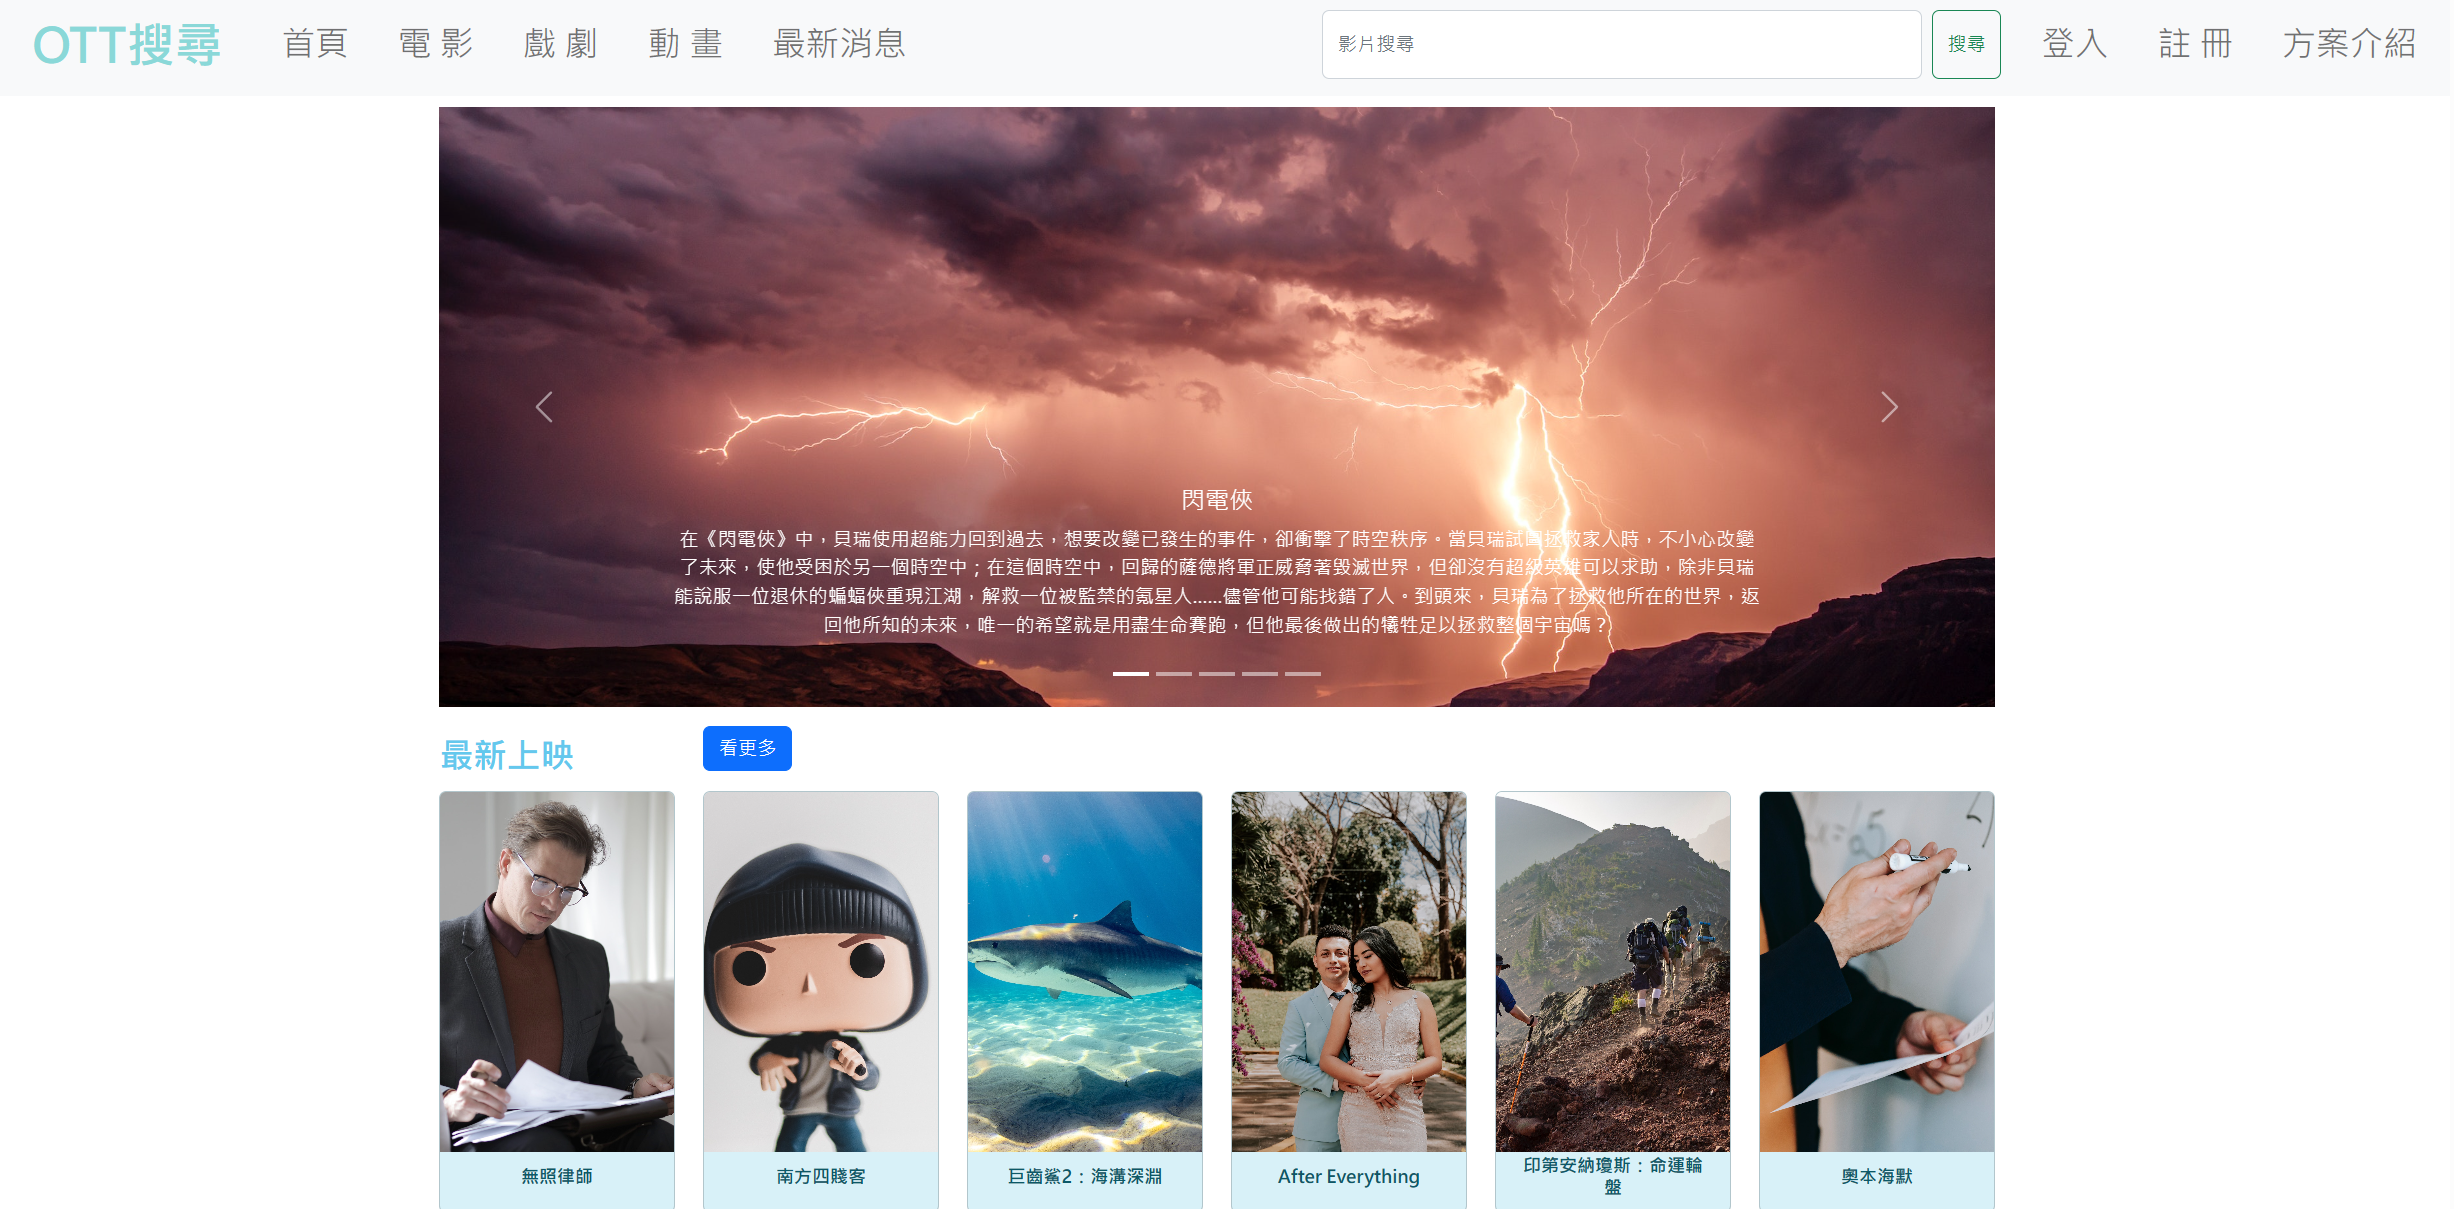 OTT搜尋
首頁
電 影
戲 劇
動 畫
最新消息
影片搜尋
搜尋
登入
註 冊
方案介紹
閃電俠
在《閃電俠》中，貝瑞使用超能力回到過去，想要改變已發生的事件，卻衝擊了時空秩序。當貝瑞試圖拯救家人時，不小心改變
了未來，使他受困於另一個時空中；在這個時空中，回歸的薩德將軍正威脅著毀滅世界，但卻沒有超級英雄可以求助，除非貝瑞
能說服一位退休的蝙蝠俠重現江湖，解救一位被監禁的氪星人......儘管他可能找錯了人。到頭來，貝瑞為了拯救他所在的世界，返
回他所知的未來，唯一的希望就是用盡生命賽跑，但他最後做出的犧牲足以拯救整個宇宙嗎？
最新上映
看更多
無照律師
南方四賤客
巨齒鯊2：海溝深淵
After Everything
印第安納瓊斯：命運輪
盤
奧本海默